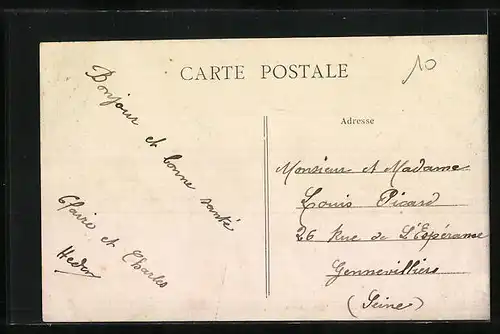 CARTE POSTALE
10
Bonjour et bonne santé
Claire et Charles
Adresse
Monsieur et Madame
Louis Picard
26 Rue de L'Espérance
Gennevilliers
(Seine)